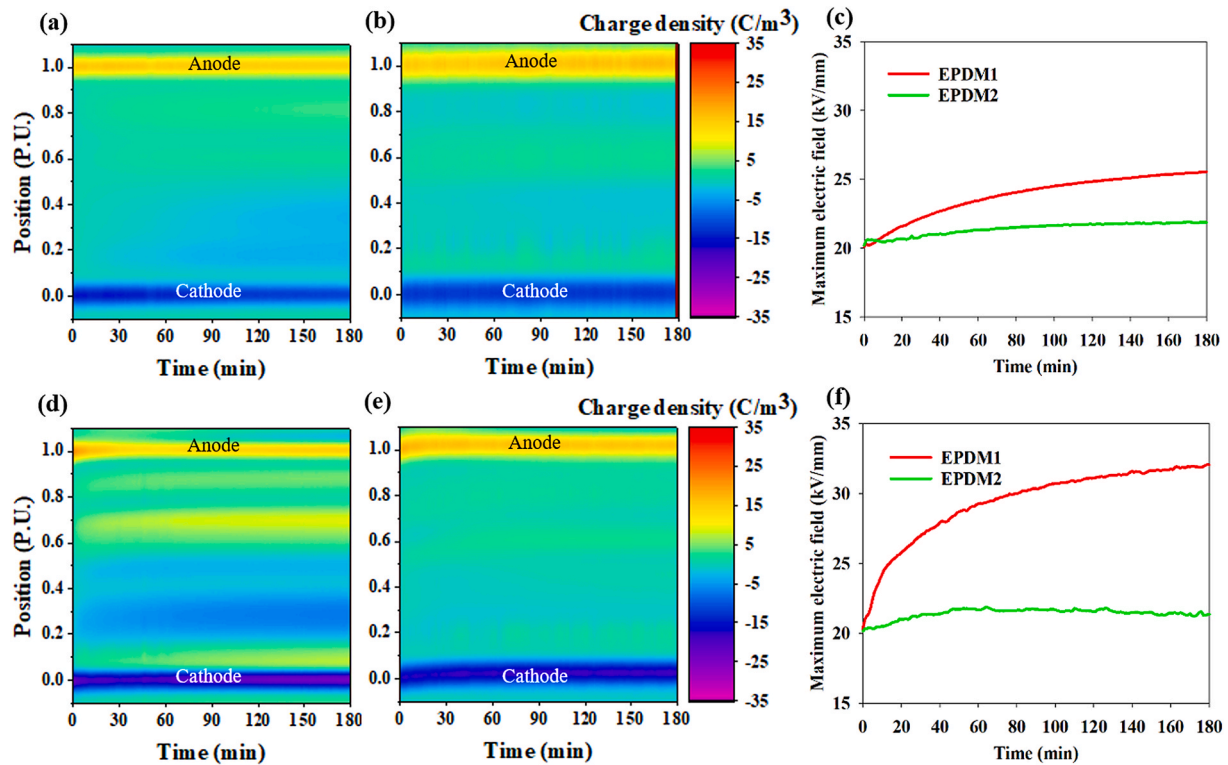 (a)
(b)
Charge density (C/m3)
(c)
Position (P.U.)
1.0
0.8
0.6
0.4
0.2
0.0
Anode
Cathode
0 30 60 90 120 150 180
Time (min)
1.0
0.8
0.6
0.4
0.2
0.0
Anode
Cathode
0 30 60 90 120 150 180
Time (min)
35
25
15
5
-5
-15
-25
-35
Maximum electric field (kV/mm)
35
30
25
20
15
EPDM1
EPDM2
0 20 40 60 80 100 120 140 160 180
Time (min)
(d)
(e)
Charge density (C/m3)
(f)
Position (P.U.)
1.0
0.8
0.6
0.4
0.2
0.0
Anode
Cathode
0 30 60 90 120 150 180
Time (min)
1.0
0.8
0.6
0.4
0.2
0.0
Anode
Cathode
0 30 60 90 120 150 180
Time (min)
35
25
15
5
-5
-15
-25
-35
Maximum electric field (kV/mm)
35
30
25
20
15
EPDM1
EPDM2
0 20 40 60 80 100 120 140 160 180
Time (min)